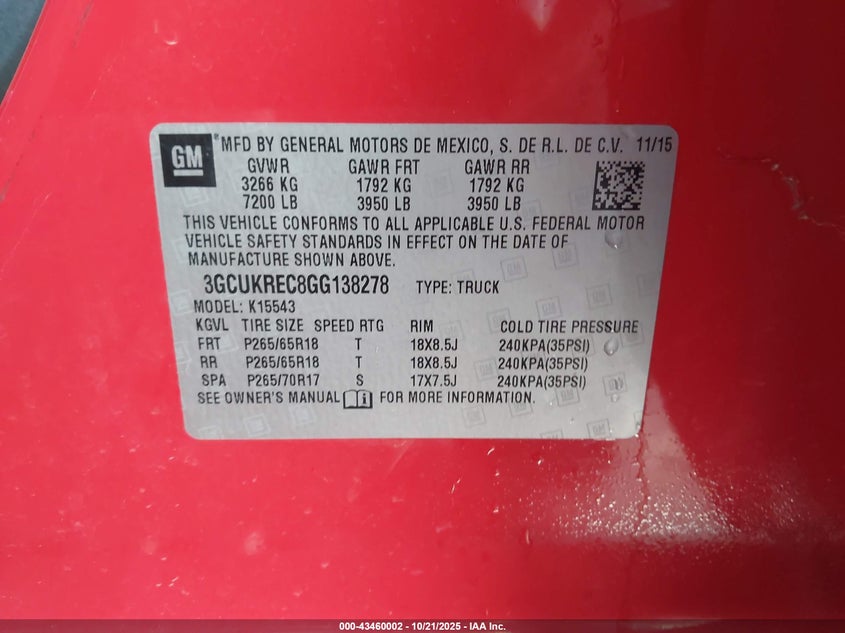 GM
® MFD BY GENERAL MOTORS DE MEXICO, S. DE R.L. DE C.V. 11/15
GVWR GAWR FRT GAWR RR
3266 KG 1792 KG 1792 KG
7200 LB 3950 LB 3950 LB
THIS VEHICLE CONFORMS TO ALL APPLICABLE U.S. FEDERAL MOTOR
VEHICLE SAFETY STANDARDS IN EFFECT ON THE DATE OF
MANUFACTURE SHOWN ABOVE.
3GCUKREC8GG138278 TYPE: TRUCK
MODEL: K15543
KGVL TIRE SIZE SPEED RTG RIM COLD TIRE PRESSURE
FRT P265/65R18 T 18X8.5J 240KPA(35PSI)
RR P265/65R18 T 18X8.5J 240KPA(35PSI)
SPA P265/70R17 S 17X7.5J 240KPA(35PSI)
SEE OWNER'S MANUAL i FOR MORE INFORMATION.
000-43460002 - 10/21/2025 - IAA Inc.